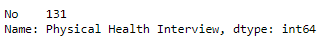 No    131
Name: Physical Health Interview, dtype: int64